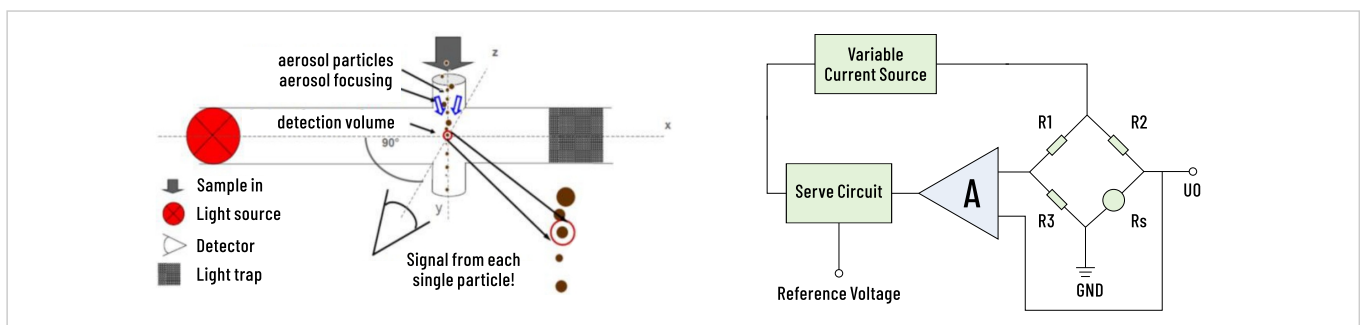 aerosol particles
aerosol focusing
detection volume
z
x
90°
y
Sample in
Light source
Detector
Light trap
Signal from each
single particle!
Variable
Current Source
R1
R2
Serve Circuit
A
UO
R3
Rs
Reference Voltage
GND